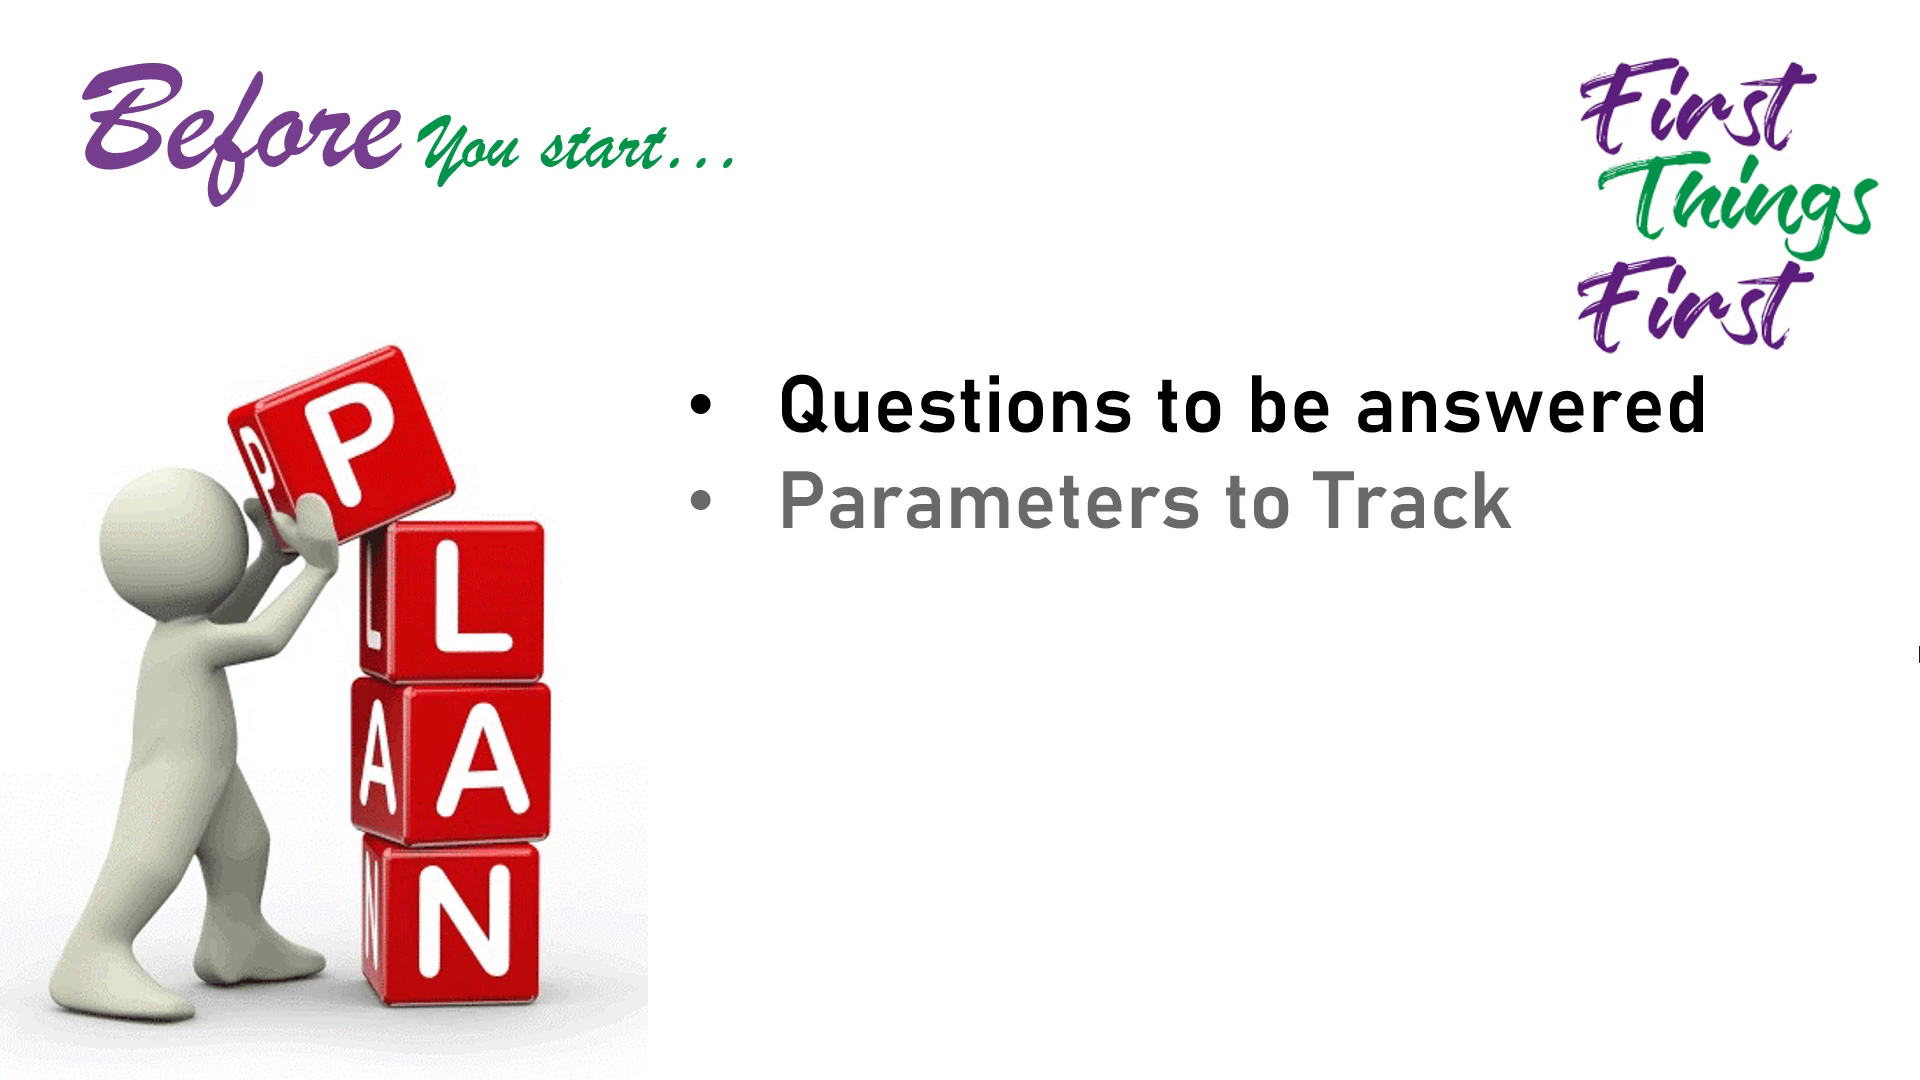 Before You start...
First
Things
First
• Questions to be answered
• Parameters to Track
P P
L L
A A
N N